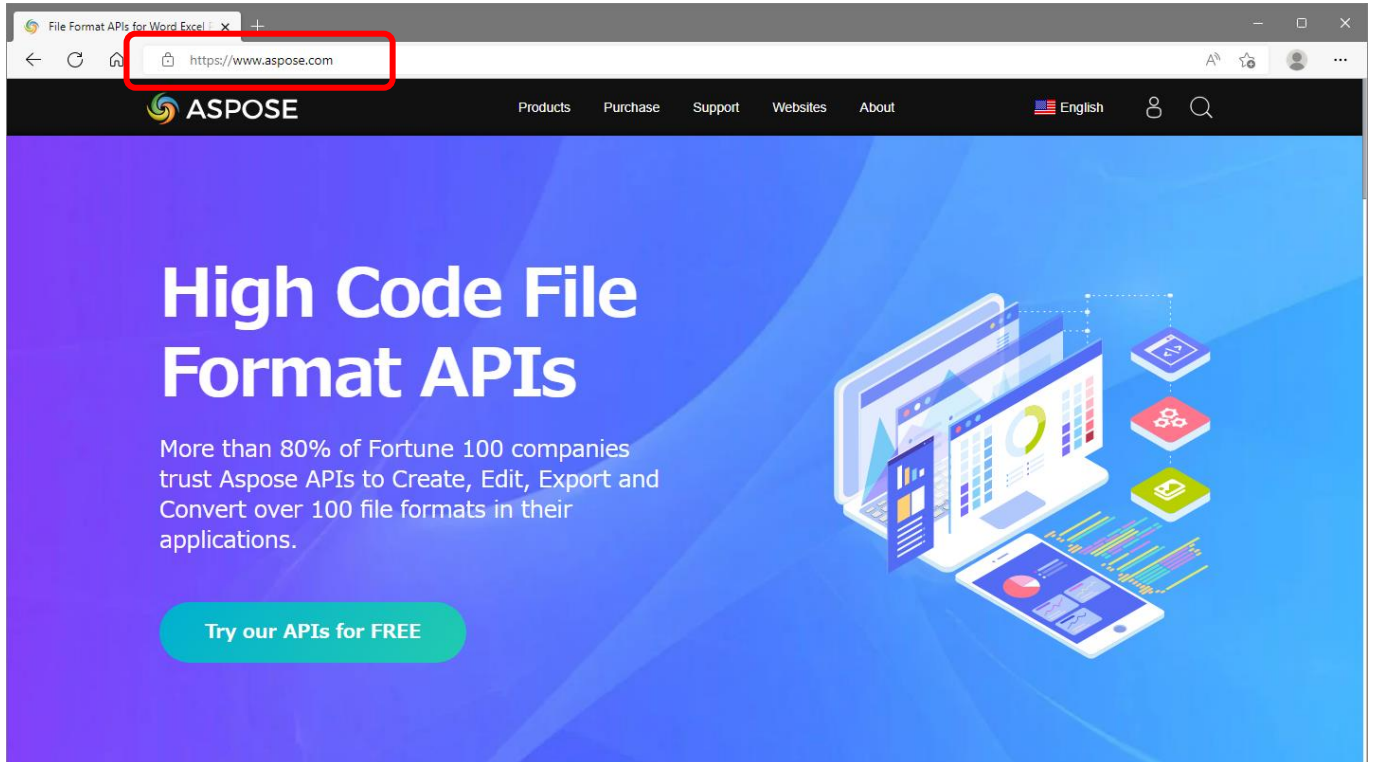 File Format APIs for Word Excel
https://www.aspose.com
ASPOSE Products Purchase Support Websites About English
High Code File
Format APIs
More than 80% of Fortune 100 companies
trust Aspose APIs to Create, Edit, Export and
Convert over 100 file formats in their
applications.
Try our APIs for FREE